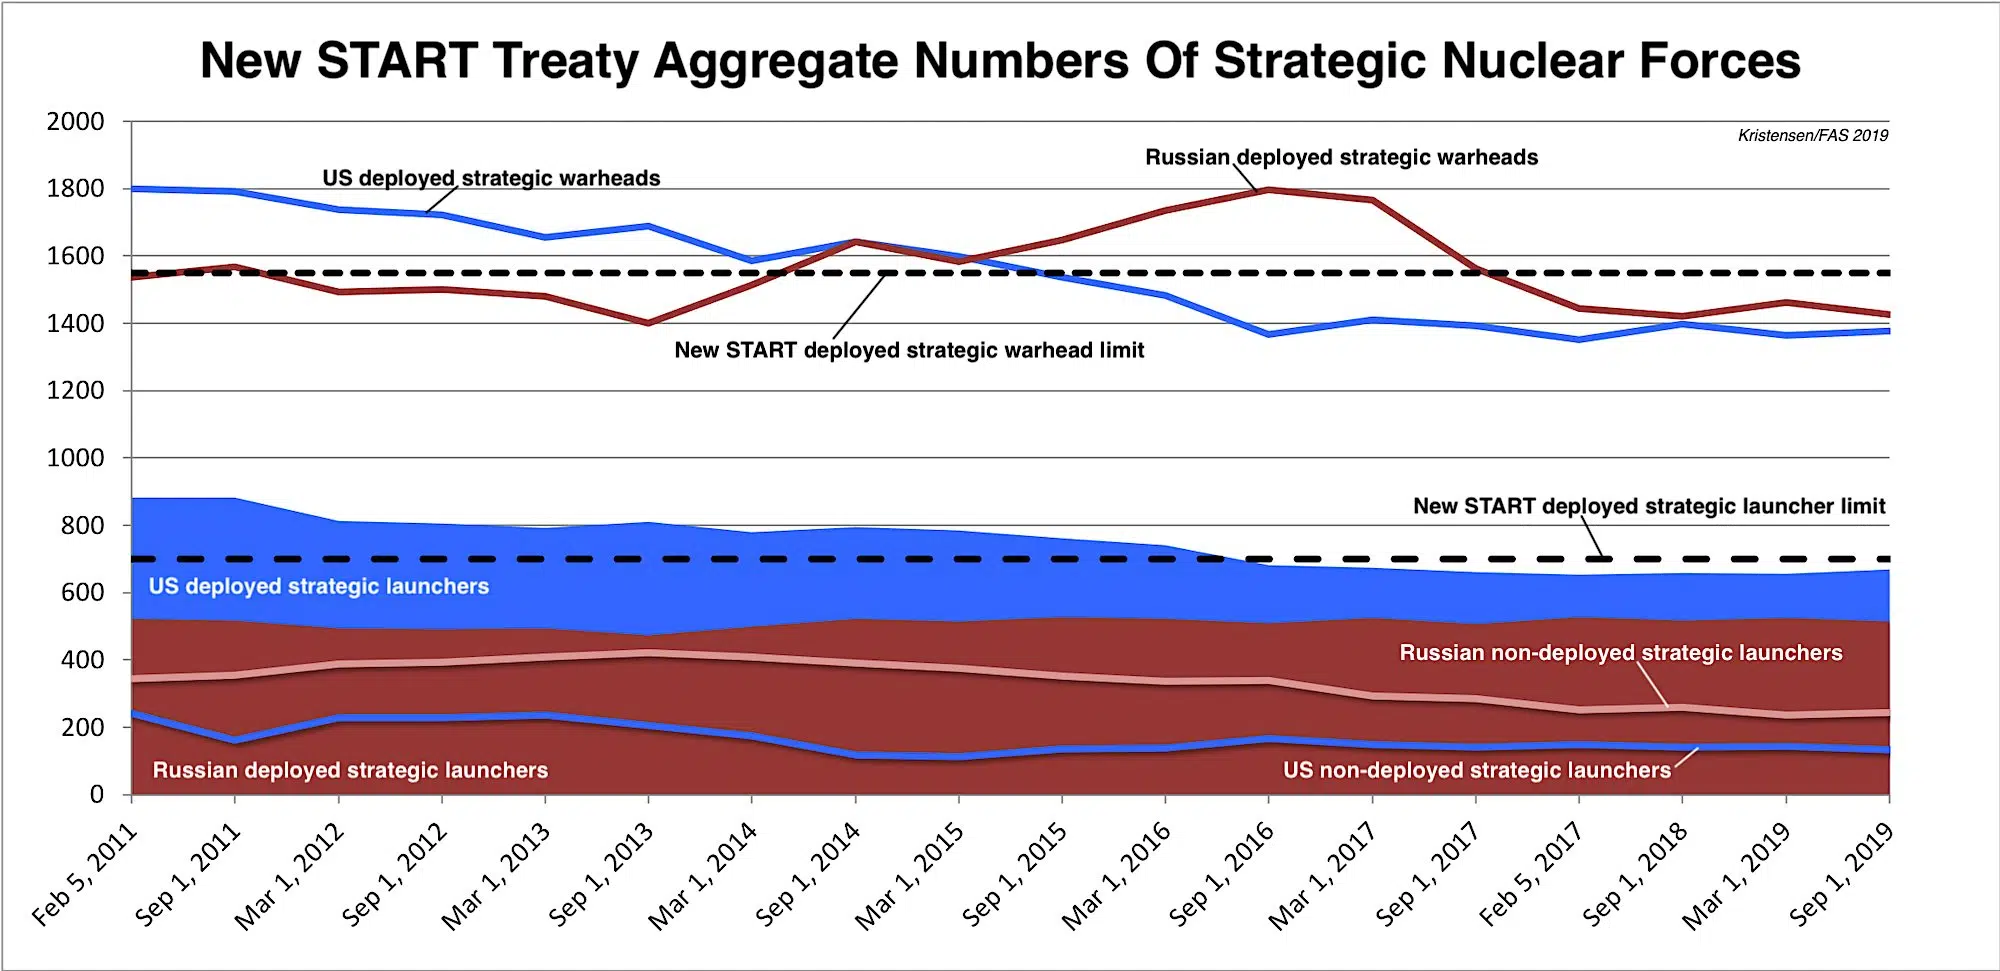 New START Treaty Aggregate Numbers Of Strategic Nuclear Forces
Kristensen/FAS 2019
2000
1800
1600
1400
1200
1000
800
600
400
200
0
US deployed strategic warheads
Russian deployed strategic warheads
New START deployed strategic warhead limit
New START deployed strategic launcher limit
US deployed strategic launchers
Russian non-deployed strategic launchers
Russian deployed strategic launchers
US non-deployed strategic launchers
Feb 5, 2011
Sep 1, 2011
Mar 1, 2012
Sep 1, 2012
Mar 1, 2013
Sep 1, 2013
Mar 1, 2014
Sep 1, 2014
Mar 1, 2015
Sep 1, 2015
Mar 1, 2016
Sep 1, 2016
Mar 1, 2017
Sep 1, 2017
Feb 5, 2017
Sep 1, 2018
Mar 1, 2019
Sep 1, 2019